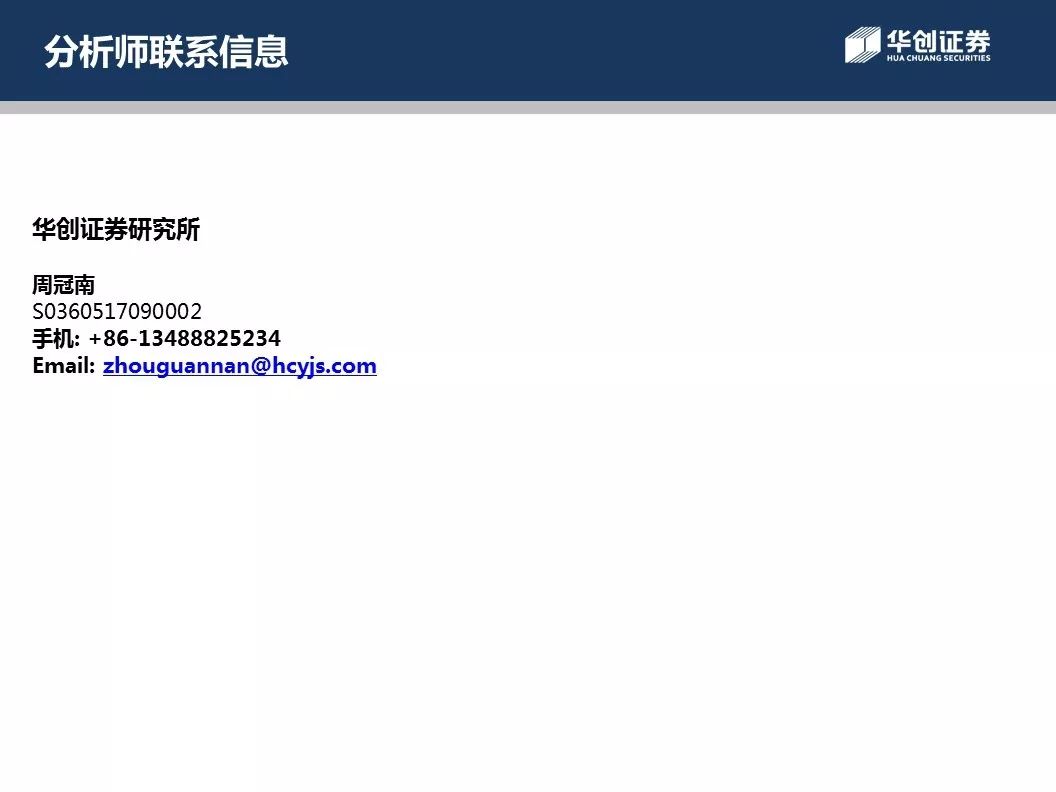 分析师联系信息
华创证券
HUA CHUANG SECURITIES
华创证券研究所
周冠南
S0360517090002
手机: +86-13488825234
Email: zhouguannan@hcyjs.com